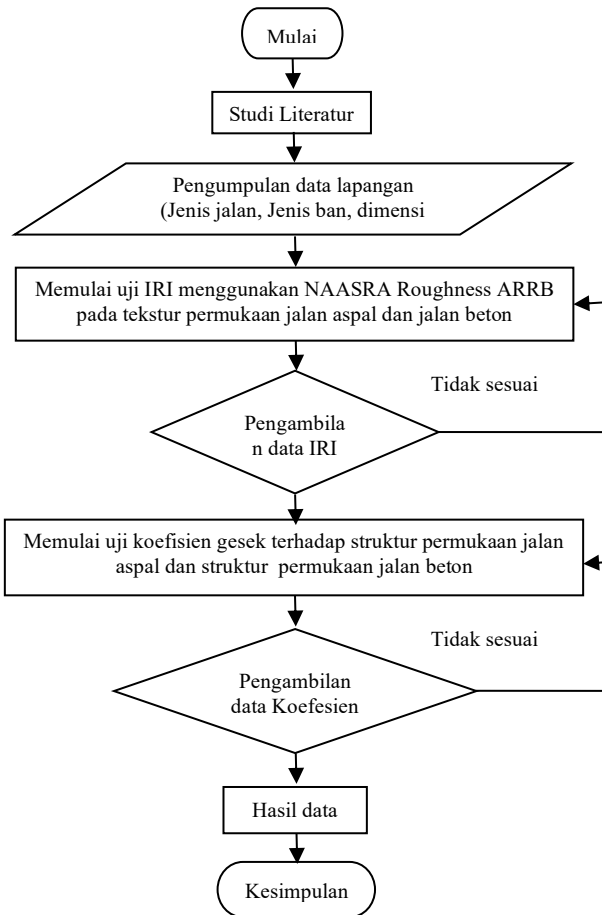 Mulai
Studi Literatur
Pengumpulan data lapangan
(Jenis jalan, Jenis ban, dimensi
Memulai uji IRI menggunakan NAASRA Roughness ARRB
pada tekstur permukaan jalan aspal dan jalan beton
Tidak sesuai
Pengambila
n data IRI
Memulai uji koefisien gesek terhadap struktur permukaan jalan
aspal dan struktur permukaan jalan beton
Tidak sesuai
Pengambilan
data Koefesien
Hasil data
Kesimpulan